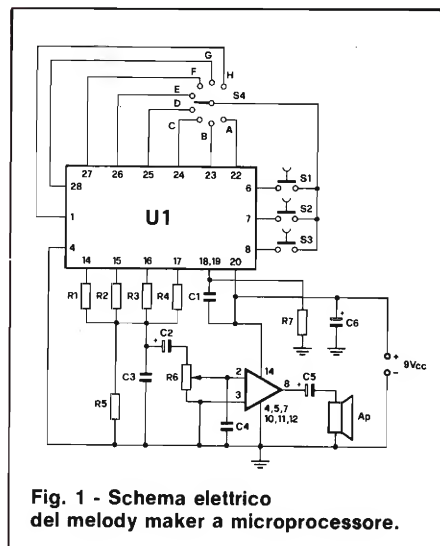 G
H
F
E
S4
D
C
B
A
27
26
25
24
23
22
28
6
S1
U1
1
7
S2
4
8
S3
14
15
16
17
18,19
20
R1
R2
R3
R4
C1
R7
+
C6
+
C2
+
9Vcc
-
C3
R6
2
14
8
+
C5
3
4,5,7
10,11,12
Ap
R5
C4
Fig. 1 - Schema elettrico
del melody maker a microprocessore.